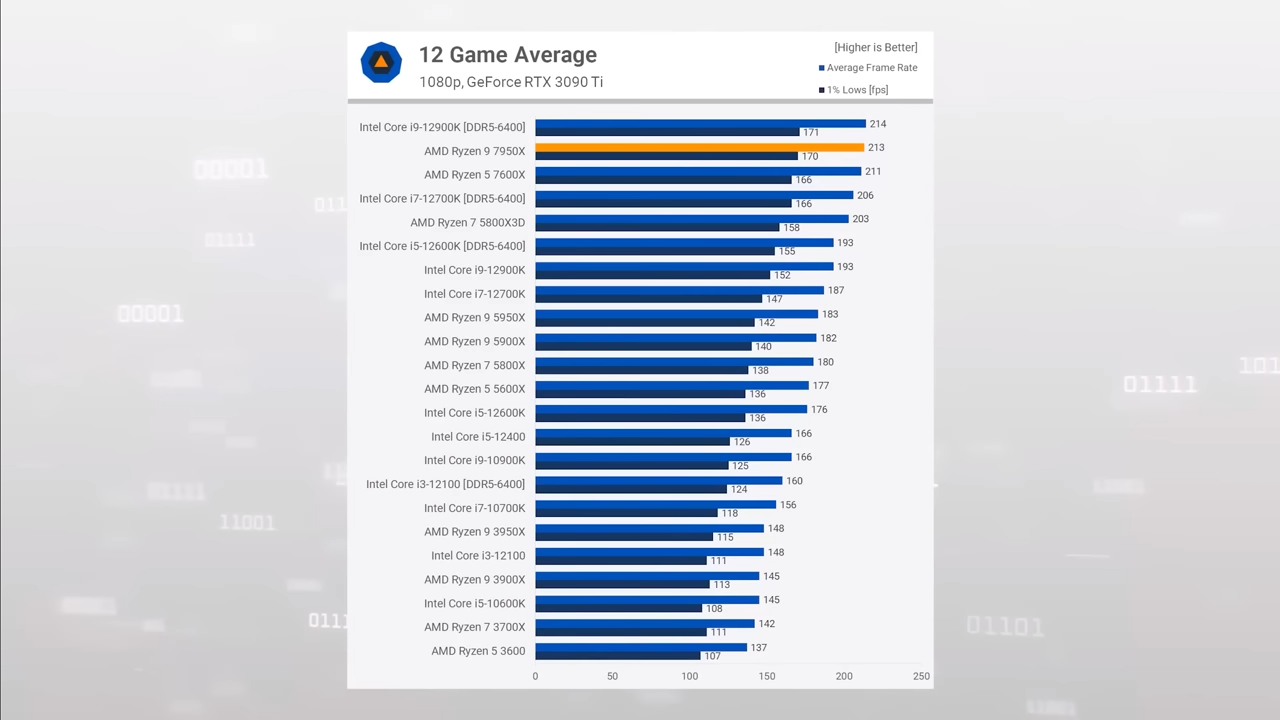 12 Game Average
1080p, GeForce RTX 3090 Ti
[Higher is Better]
Average Frame Rate
1% Lows [fps]
Intel Core i9-12900K [DDR5-6400] 214 171
AMD Ryzen 9 7950X 213 170
AMD Ryzen 5 7600X 211 166
Intel Core i7-12700K [DDR5-6400] 206 166
AMD Ryzen 7 5800X3D 203 158
Intel Core i5-12600K [DDR5-6400] 193 155
Intel Core i9-12900K 193 152
Intel Core i7-12700K 187 147
AMD Ryzen 9 5950X 183 142
AMD Ryzen 9 5900X 182 140
AMD Ryzen 7 5800X 180 138
AMD Ryzen 5 5600X 177 136
Intel Core i5-12600K 176 136
Intel Core i5-12400 166 126
Intel Core i9-10900K 166 125
Intel Core i3-12100 [DDR5-6400] 160 124
Intel Core i7-10700K 156 118
AMD Ryzen 9 3950X 148 115
Intel Core i3-12100 148 111
AMD Ryzen 9 3900X 145 113
Intel Core i5-10600K 145 108
AMD Ryzen 7 3700X 142 111
AMD Ryzen 5 3600 137 107
0 50 100 150 200 250
00001
01111
00001
11001
01111
01101